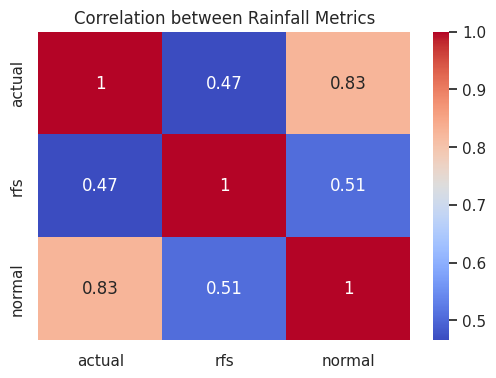 Correlation between Rainfall Metrics
actual
1
0.47
0.83
rfs
0.47
1
0.51
normal
0.83
0.51
1
actual
rfs
normal
1.0
0.9
0.8
0.7
0.6
0.5